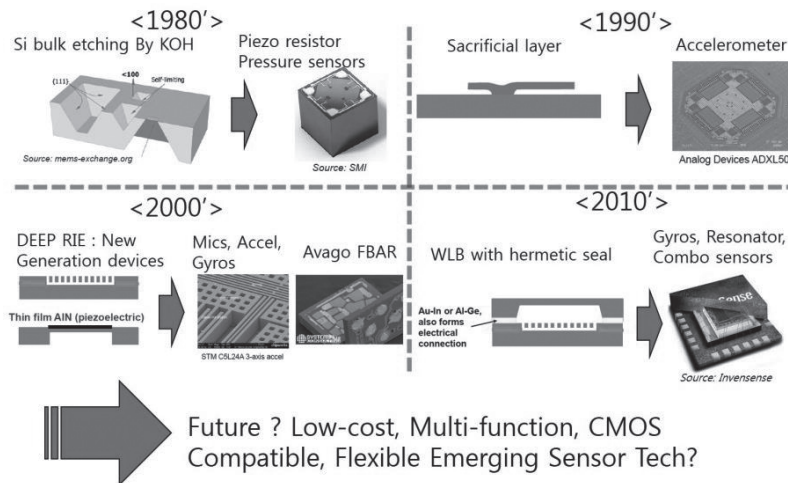 <1980'>
Si bulk etching By KOH
{111}
<100
Self-limiting
Source: mems-exchange.org
Piezo resistor
Pressure sensors
Source: SMI
<1990'>
Sacrificial layer
Accelerometer
Analog Devices ADXL50
<2000'>
DEEP RIE : New
Generation devices
Thin film AlN (piezoelectric)
Mics, Accel,
Gyros
STM C5L24A 3-axis accel
Avago FBAR
<2010'>
WLB with hermetic seal
Au-In or Al-Ge,
also forms
electrical
connection
Gyros, Resonator,
Combo sensors
Sense
Source: Invensense
Future ? Low-cost, Multi-function, CMOS
Compatible, Flexible Emerging Sensor Tech?